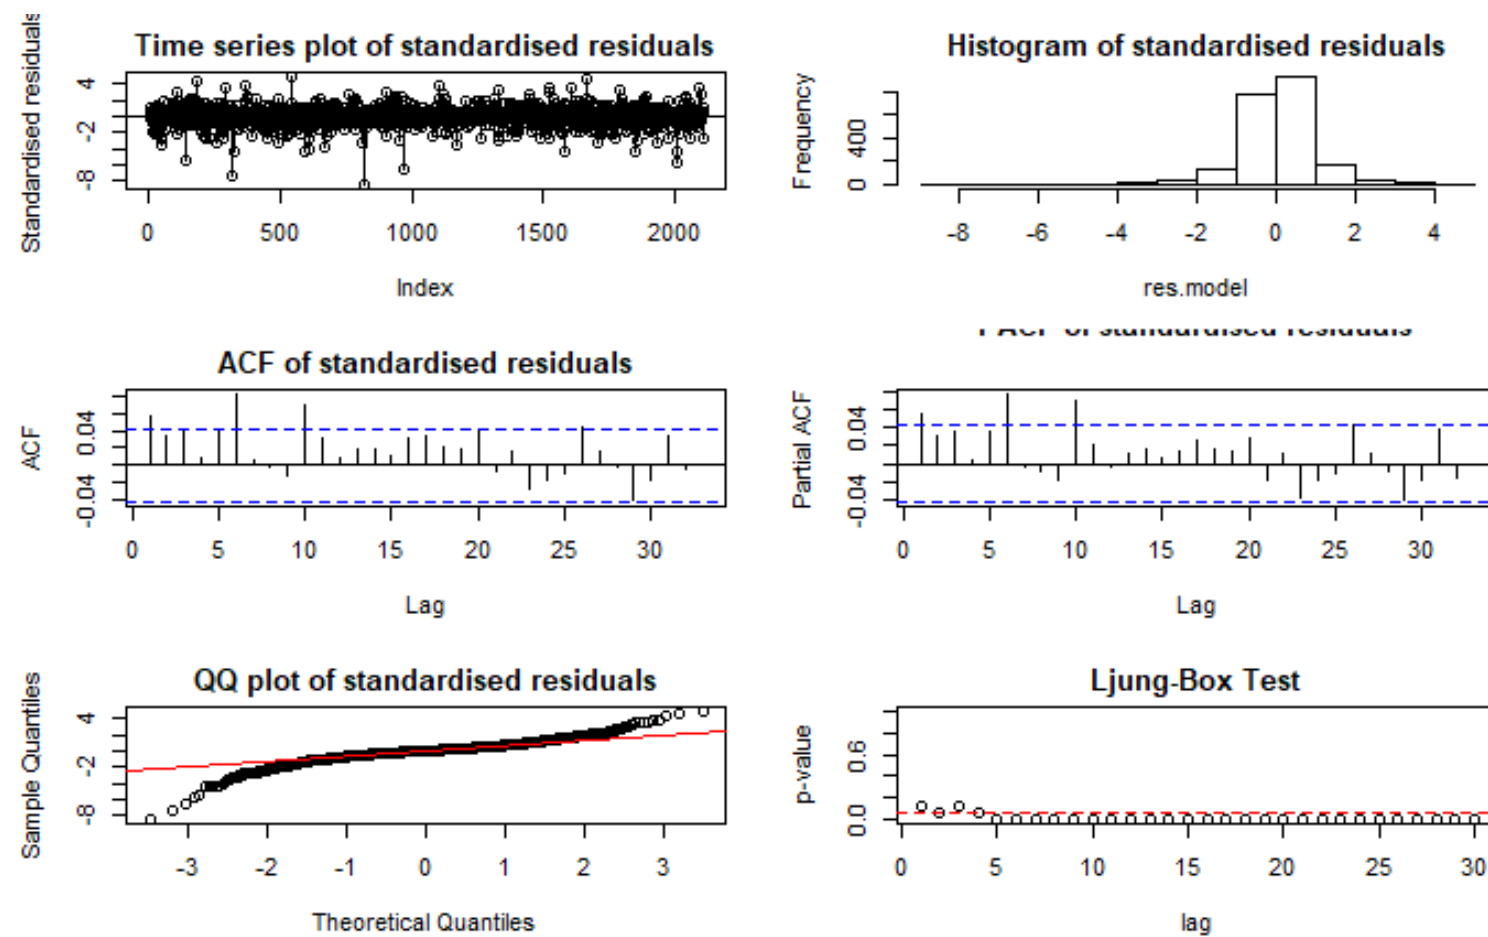 Time series plot of standardised residuals
Standardised residuals
4
-2
-8
0 500 1000 1500 2000
Index
Histogram of standardised residuals
Frequency
400
0
-8 -6 -4 -2 0 2 4
res.model
ACF of standardised residuals
ACF
0.04
-0.04
0 5 10 15 20 25 30
Lag
PACF of standardised residuals
Partial ACF
0.04
-0.04
0 5 10 15 20 25 30
Lag
QQ plot of standardised residuals
Sample Quantiles
4
-2
-8
-3 -2 -1 0 1 2 3
Theoretical Quantiles
Ljung-Box Test
p-value
0.6
0.0
0 5 10 15 20 25 30
lag